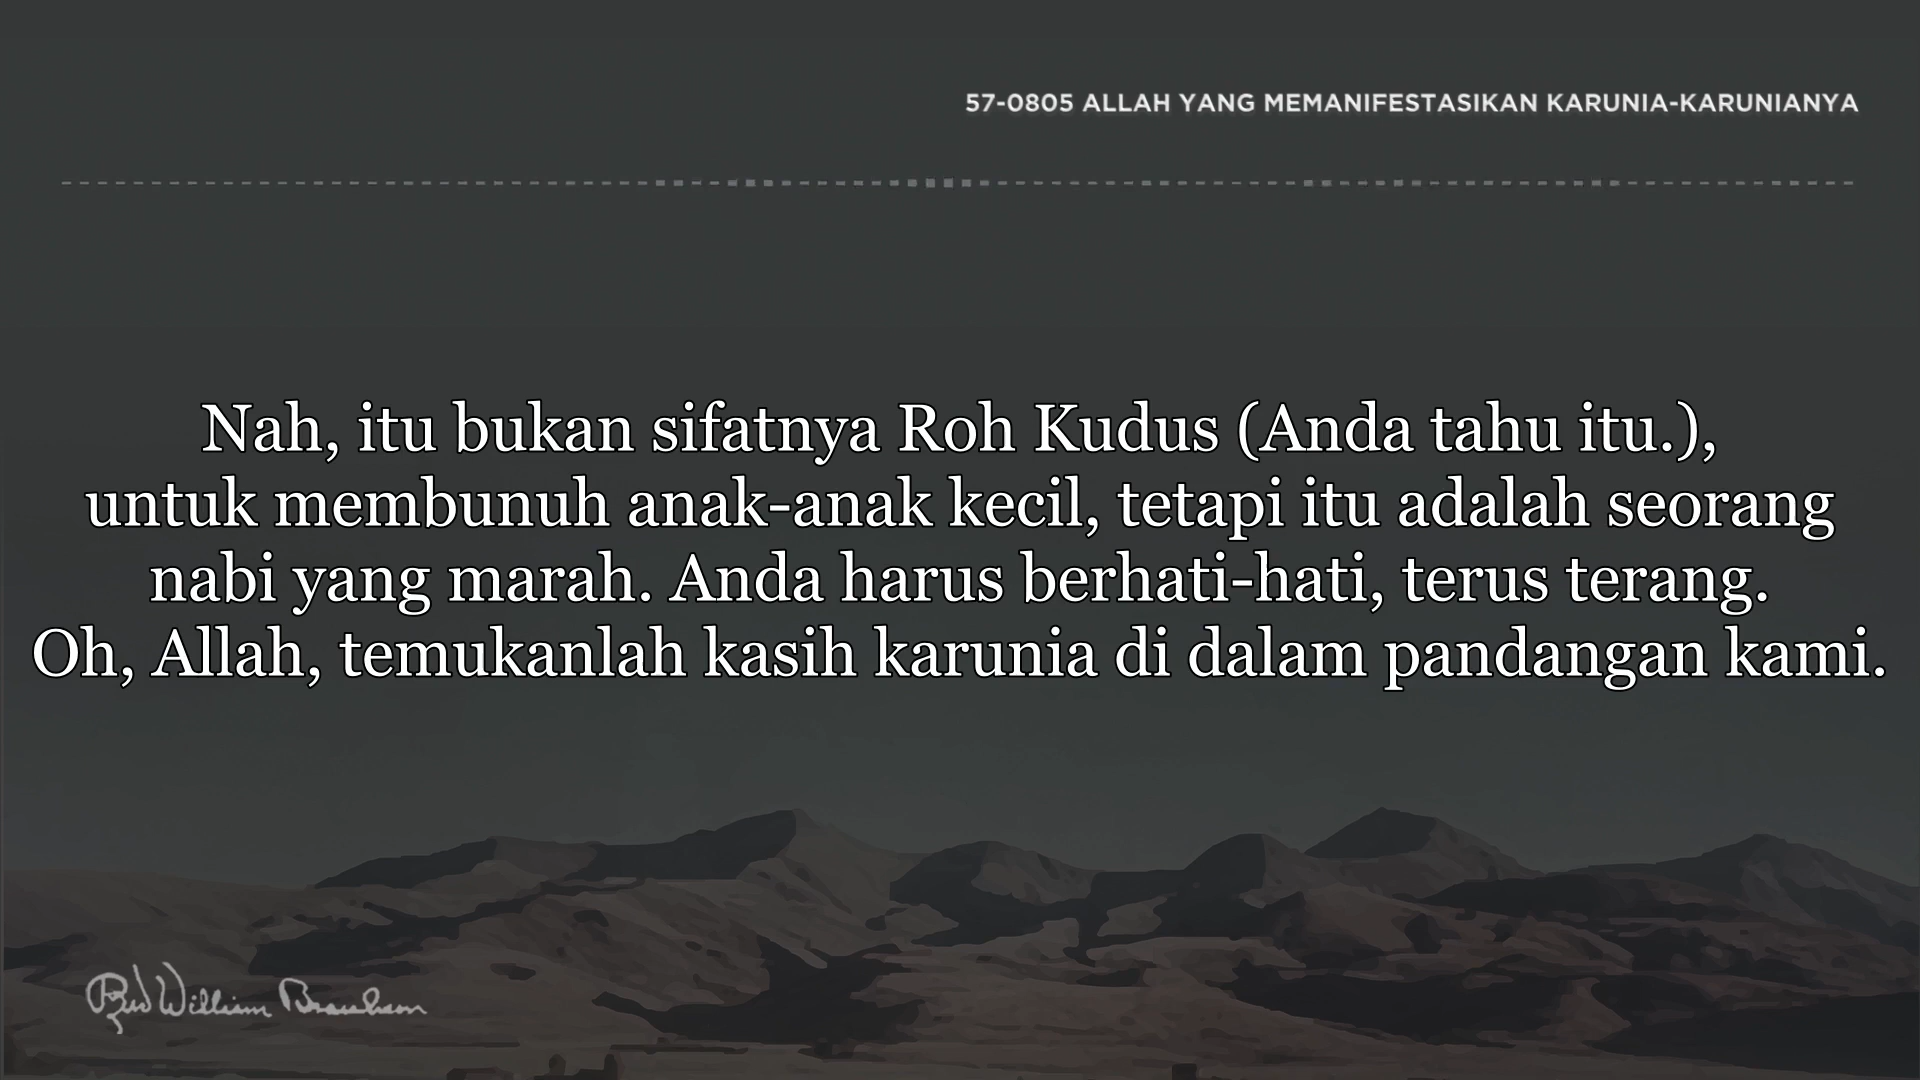 57-0805 ALLAH YANG MEMANIFESTASIKAN KARUNIA-KARUNIANYA
Nah, itu bukan sifatnya Roh Kudus (Anda tahu itu.),
untuk membunuh anak-anak kecil, tetapi itu adalah seorang
nabi yang marah. Anda harus berhati-hati, terus terang.
Oh, Allah, temukanlah kasih karunia di dalam pandangan kami.
William Branham